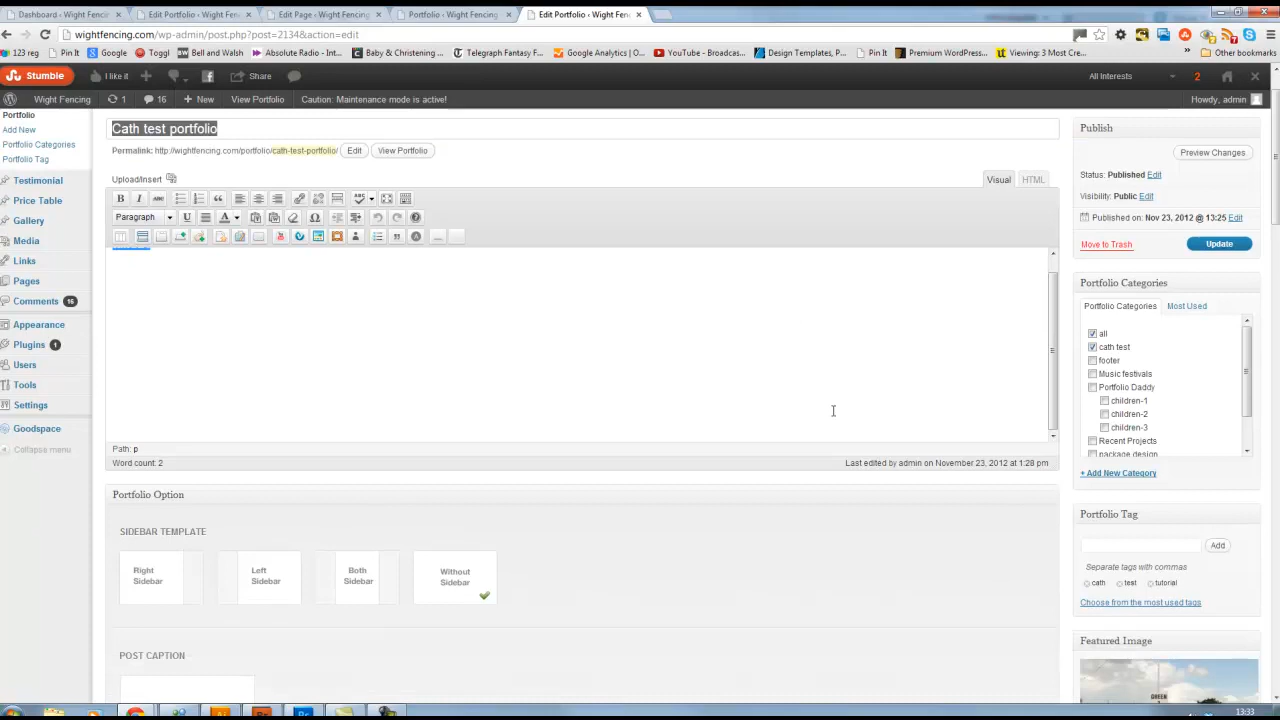 Dashboard ‹ Wight Fencing
Edit Portfolio ‹ Wight Fen
Edit Page ‹ Wight Fencing
Portfolio ‹ Wight Fencing
Edit Portfolio ‹ Wight Fen
wightfencing.com/wp-admin/post.php?post=2134&action=edit
123 reg
Pin It
Google
Toggl
Bell and Walsh
Absolute Radio - Int...
Baby & Christening ...
Telegraph Fantasy F...
Google Analytics | O...
YouTube - Broadcas...
Design Templates, P...
Pin It
Premium WordPress...
Viewing: 3 Most Cre...
Other bookmarks
Stumble
I like it
Share
All Interests
2
Wight Fencing
1
16
New
View Portfolio
Caution: Maintenance mode is active!
Howdy, admin
Portfolio
Add New
Portfolio Categories
Portfolio Tag
Testimonial
Price Table
Gallery
Media
Links
Pages
Comments 16
Appearance
Plugins 1
Users
Tools
Settings
Goodspace
Collapse menu
Cath test portfolio
Permalink: http://wightfencing.com/portfolio/cath-test-portfolio/ Edit View Portfolio
Upload/Insert
Visual HTML
B I ABC
Paragraph U A
Path: p
Word count: 2
Last edited by admin on November 23, 2012 at 1:28 pm
Portfolio Option
SIDEBAR TEMPLATE
Right Sidebar
Left Sidebar
Both Sidebar
Without Sidebar
POST CAPTION
Publish
Preview Changes
Status: Published Edit
Visibility: Public Edit
Published on: Nov 23, 2012 @ 13:25 Edit
Move to Trash
Update
Portfolio Categories
Portfolio Categories Most Used
all
cath test
footer
Music festivals
Portfolio Daddy
children-1
children-2
children-3
Recent Projects
package design
+ Add New Category
Portfolio Tag
Add
Separate tags with commas
cath test tutorial
Choose from the most used tags
Featured Image
GREEN
13:33